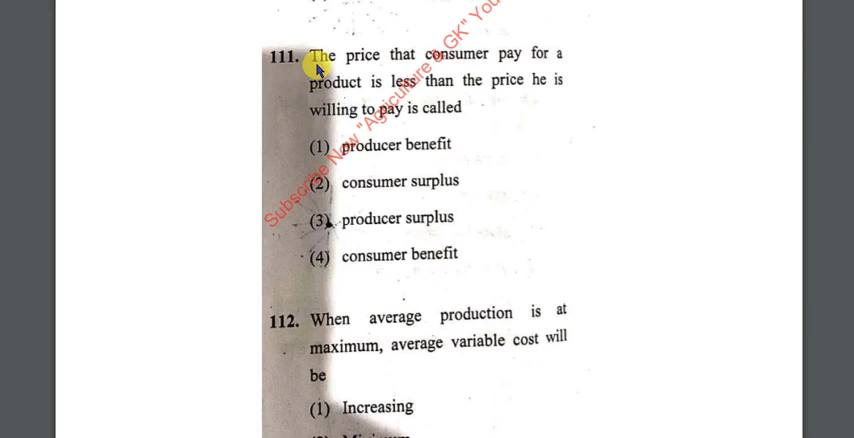 Subscribe Now "Agriculture & GK" You
111. The price that consumer pay for a
product is less than the price he is
willing to pay is called
(1) producer benefit
(2) consumer surplus
(3) producer surplus
(4) consumer benefit
112. When average production is at
maximum, average variable cost will
be
(1) Increasing